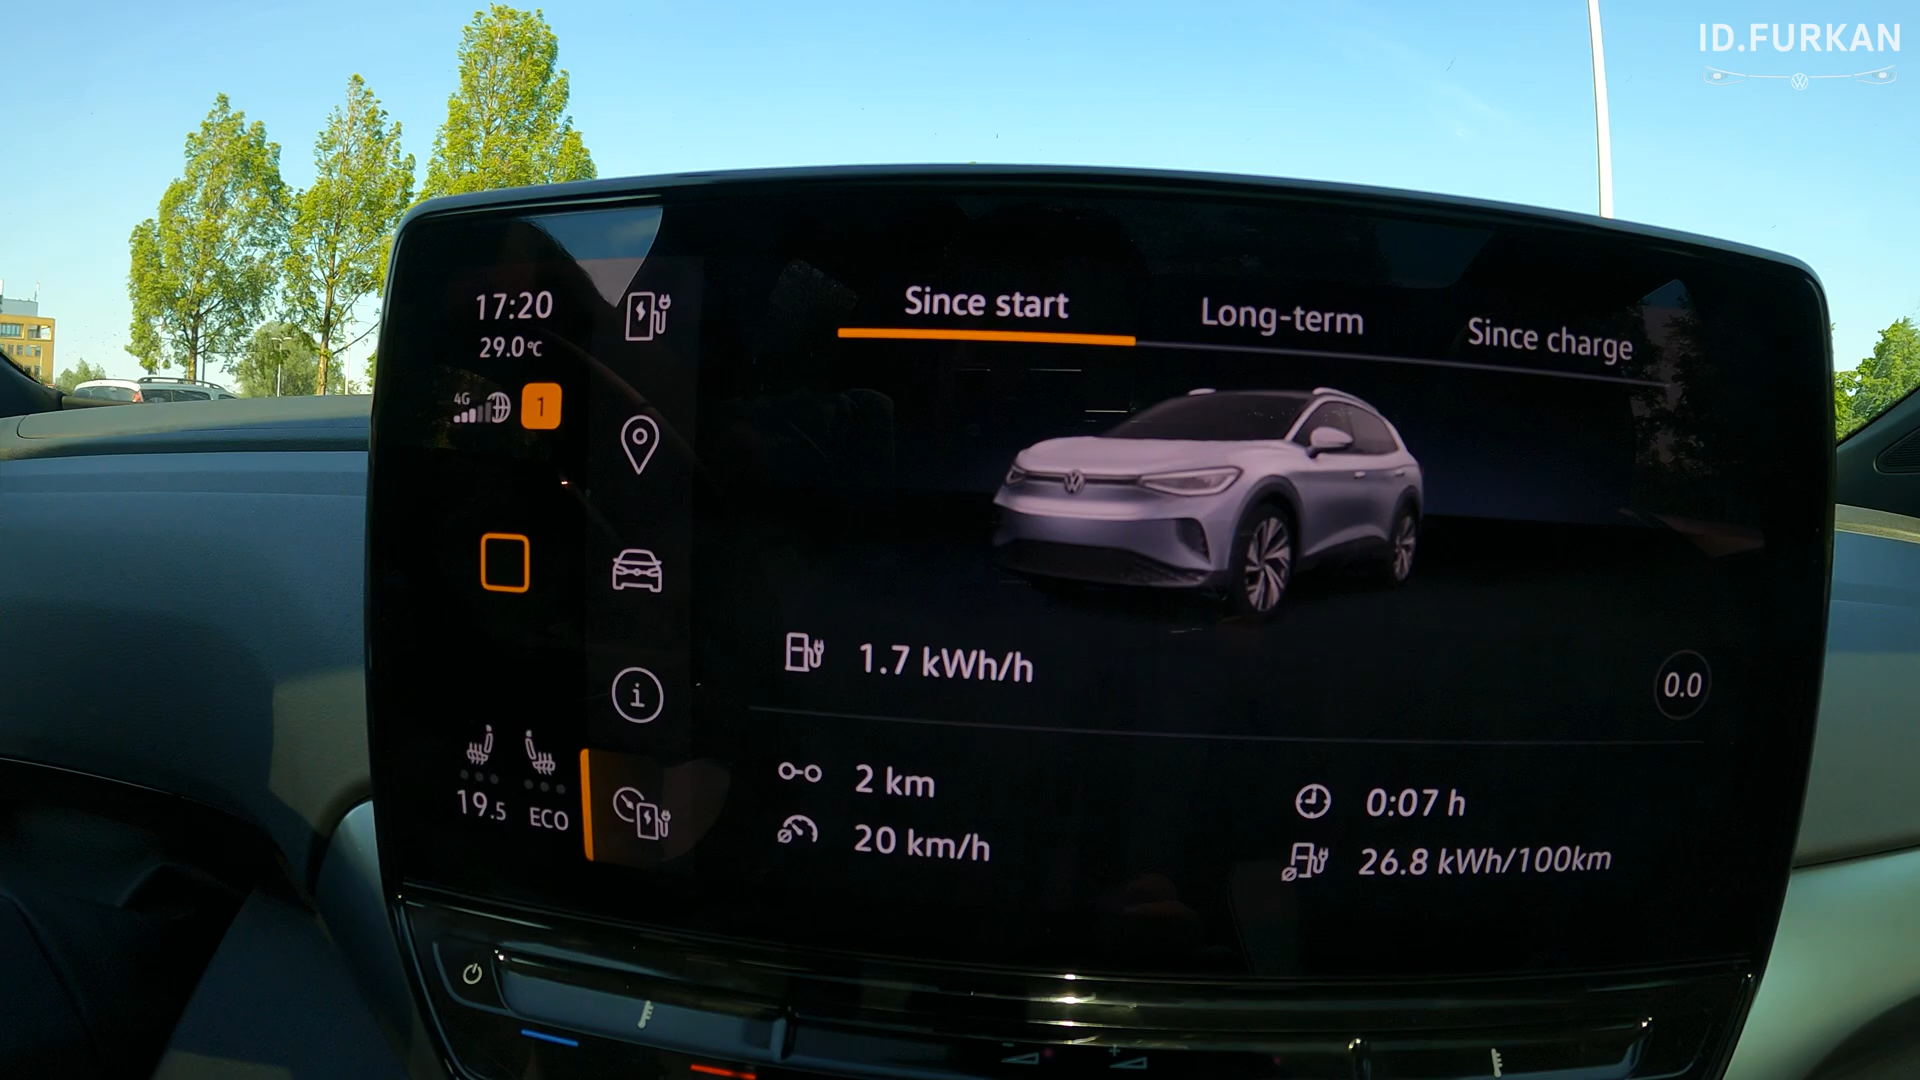 ID.FURKAN
17:20
29.0°C
4G
1
Since start
Long-term
Since charge
1.7 kWh/h
0.0
2 km
20 km/h
0:07 h
26.8 kWh/100km
19.5
ECO